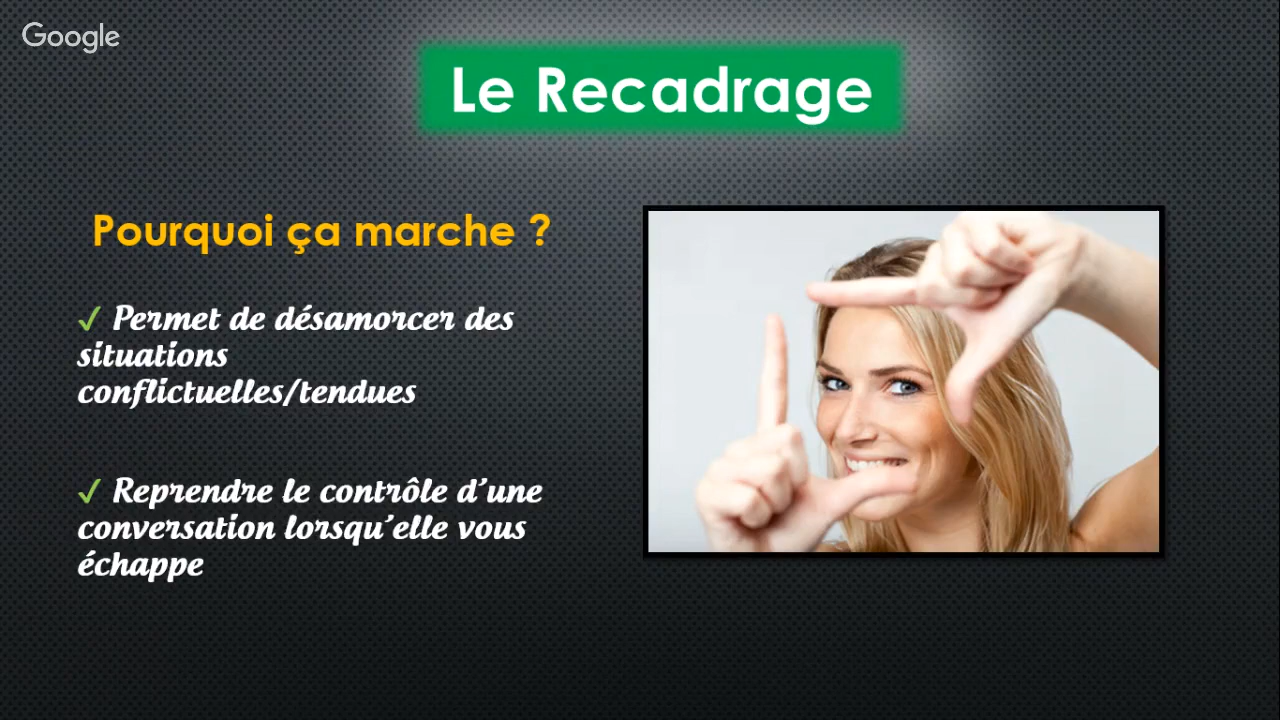 Google
Le Recadrage
Pourquoi ça marche ?
✓ Permet de désamorcer des
situations
conflictuelles/tendues
✓ Reprendre le contrôle d’une
conversation lorsqu’elle vous
échappe